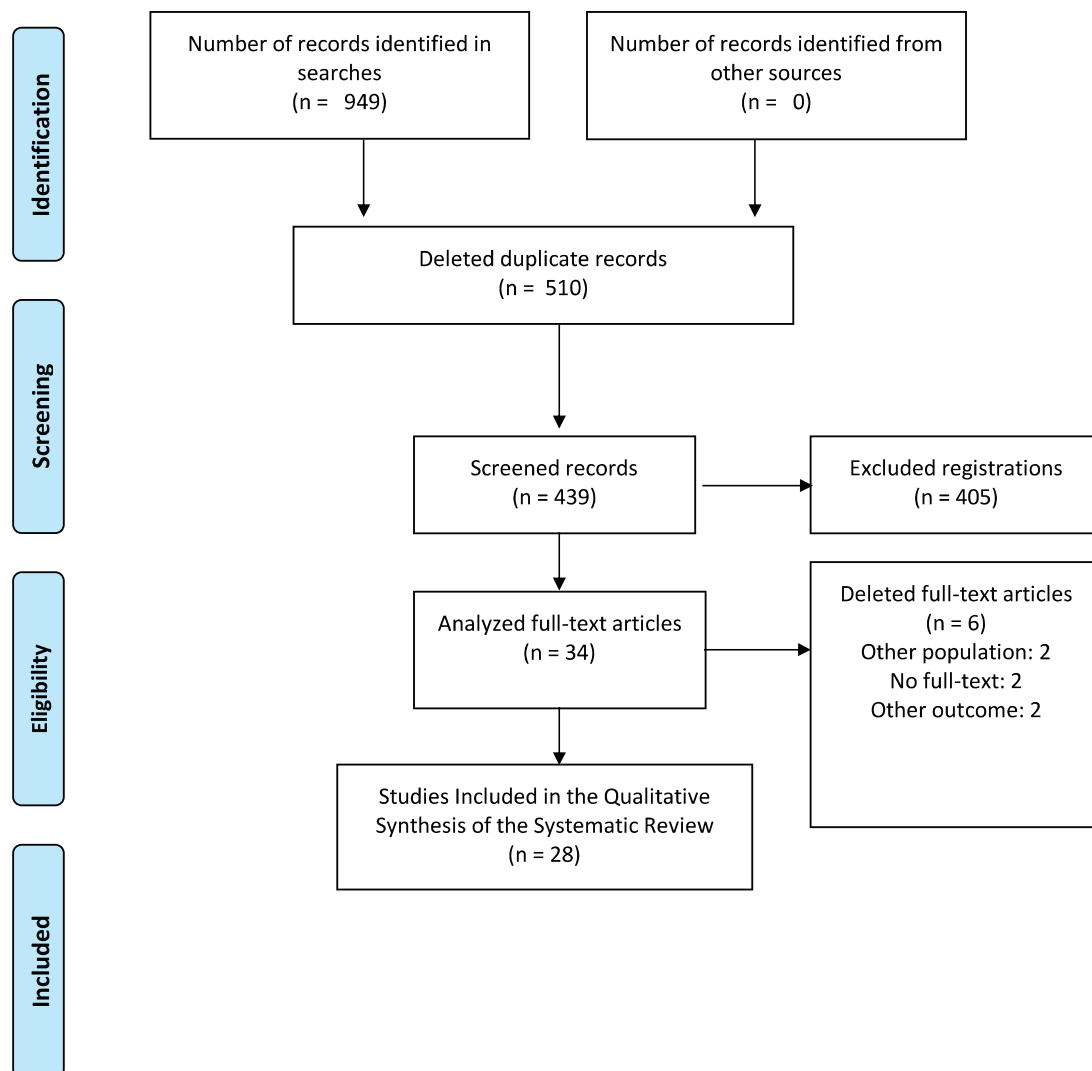 Identification
Number of records identified in
searches
(n =   949)
Number of records identified from
other sources
(n =   0)
Deleted duplicate records
(n =  510)
Screening
Screened records
(n = 439)
Excluded registrations
(n = 405)
Eligibility
Analyzed full-text articles
(n = 34)
Deleted full-text articles
(n = 6)
Other population: 2
No full-text: 2
Other outcome: 2
Studies Included in the Qualitative
Synthesis of the Systematic Review
(n = 28)
Included